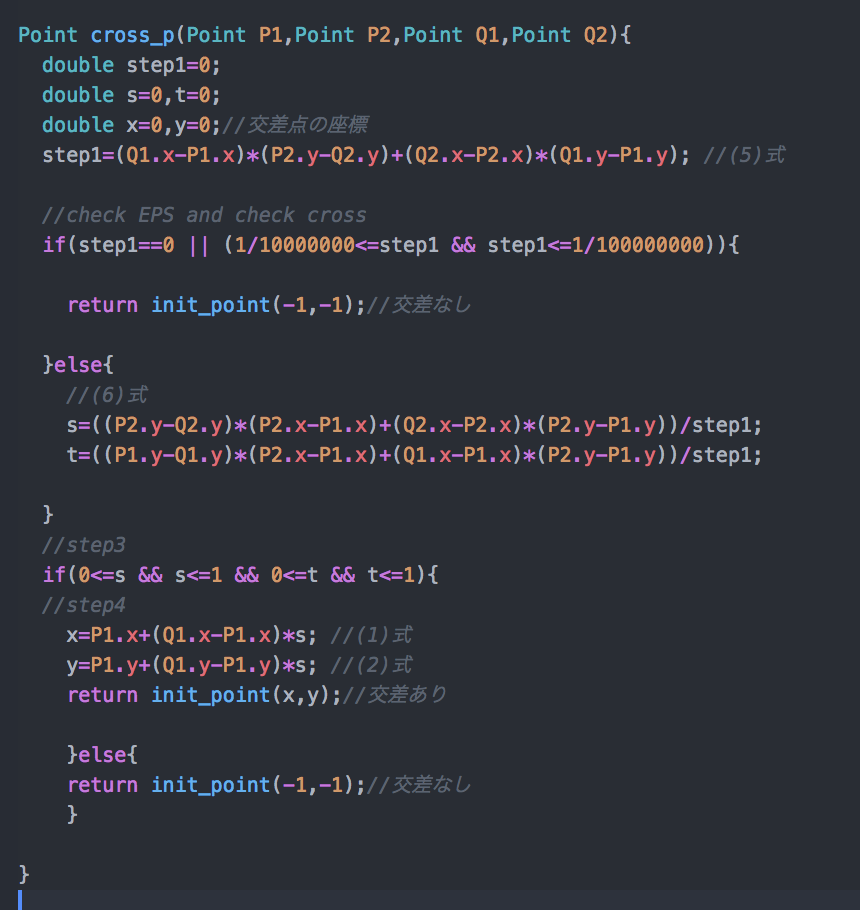 Point cross_p(Point P1,Point P2,Point Q1,Point Q2){
  double step1=0;
  double s=0,t=0;
  double x=0,y=0;//交差点の座標
  step1=(Q1.x-P1.x)*(P2.y-Q2.y)+(Q2.x-P2.x)*(Q1.y-P1.y); //(5)式
  //check EPS and check cross
  if(step1==0 || (1/10000000<=step1 && step1<=1/100000000)){
    return init_point(-1,-1);//交差なし
  }else{
    //(6)式
    s=((P2.y-Q2.y)*(P2.x-P1.x)+(Q2.x-P2.x)*(P2.y-P1.y))/step1;
    t=((P1.y-Q1.y)*(P2.x-P1.x)+(Q1.x-P1.x)*(P2.y-P1.y))/step1;
  }
  //step3
  if(0<=s && s<=1 && 0<=t && t<=1){
  //step4
    x=P1.x+(Q1.x-P1.x)*s; //(1)式
    y=P1.y+(Q1.y-P1.y)*s; //(2)式
    return init_point(x,y);//交差あり
    }else{
    return init_point(-1,-1);//交差なし
    }
}